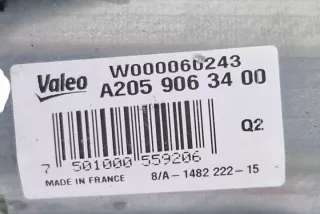 Valeo W000060243
A205 906 34 00
Q2
7 501000 559206
MADE IN FRANCE 8/A-1482 222-15